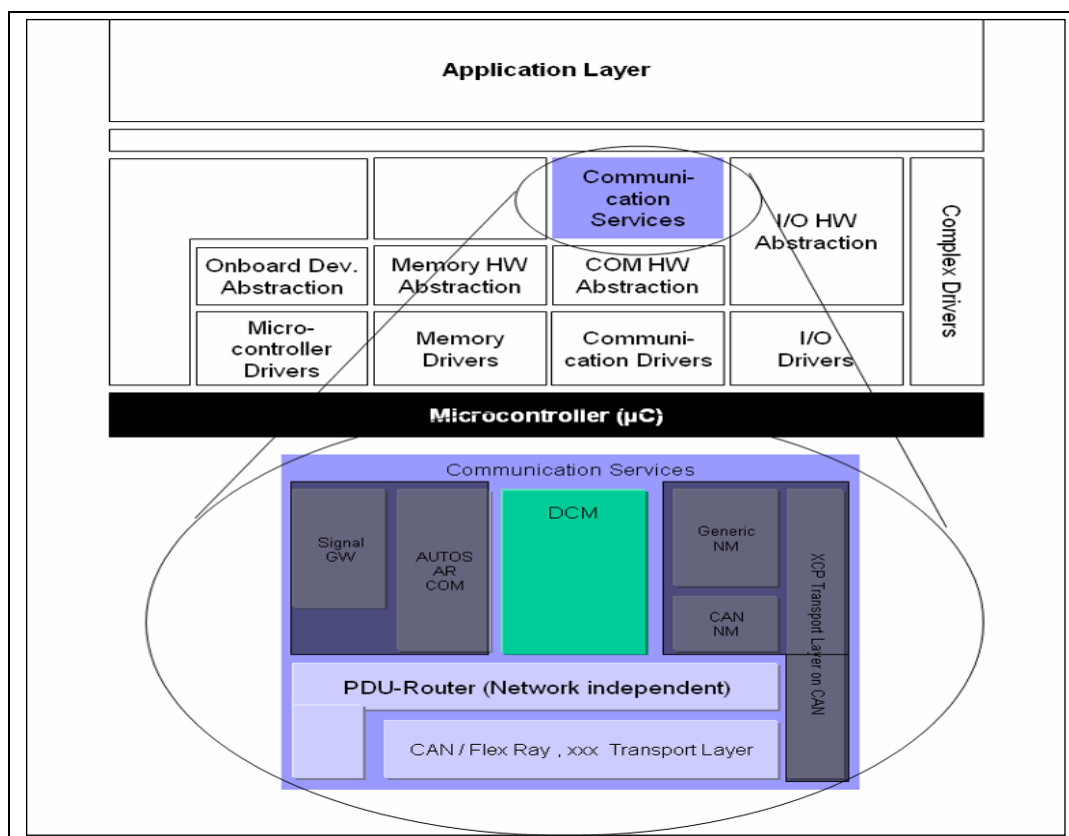 Application Layer
Communi-
cation
Services
I/O HW
Abstraction
Complex Drivers
Onboard Dev.
Abstraction
Memory HW
Abstraction
COM HW
Abstraction
Micro-
controller
Drivers
Memory
Drivers
Communi-
cation Drivers
I/O
Drivers
Microcontroller (µC)
Communication Services
Signal
GW
AUTOS
AR
COM
DCM
Generic
NM
CAN
NM
XCP Transport Layer on CAN
PDU-Router (Network independent)
CAN / Flex Ray , xxx Transport Layer